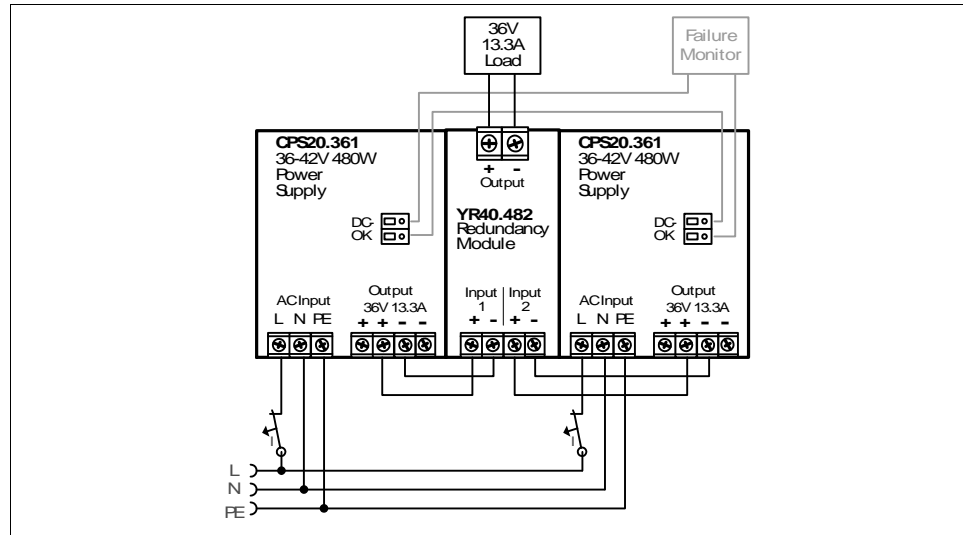 36V
13.3A
Load
Failure
Monitor
CPS20.361
36-42V 480W
Power
Supply
DC-
OK
AC Input
L N PE
Output
36V 13.3A
+ + - -
+ -
Output
YR40.482
Redundancy
Module
Input
1
Input
2
+ - + -
CPS20.361
36-42V 480W
Power
Supply
DC-
OK
AC Input
L N PE
Output
36V 13.3A
+ + - -
I
I
L
N
PE